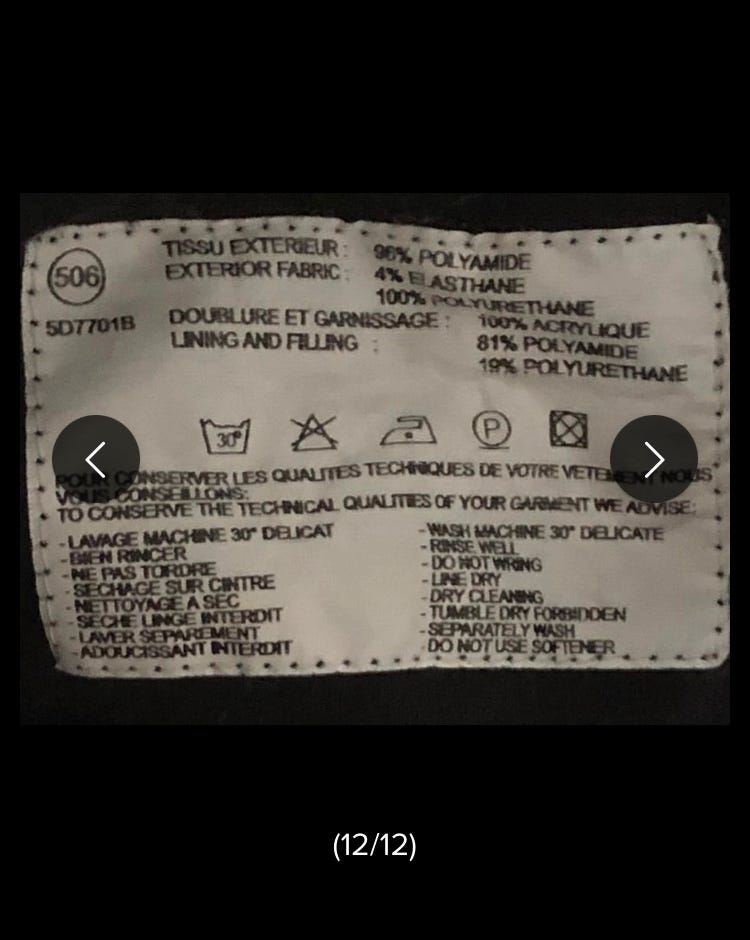 506
5D7701B
TISSU EXTERIEUR : 96% POLYAMIDE
EXTERIOR FABRIC : 4% ELASTHANE
100% POLYURETHANE
DOUBLURE ET GARNISSAGE : 100% ACRYLIQUE
LINING AND FILLING : 81% POLYAMIDE
19% POLYURETHANE
30°
P
POUR CONSERVER LES QUALITES TECHNIQUES DE VOTRE VETEMENT NOUS
VOUS CONSEILLONS:
TO CONSERVE THE TECHNICAL QUALITIES OF YOUR GARMENT WE ADVISE:
- LAVAGE MACHINE 30° DELICAT
- BIEN RINCER
- NE PAS TORDRE
- SECHAGE SUR CINTRE
- NETTOYAGE A SEC
- SECHE LINGE INTERDIT
- LAVER SEPAREMENT
- ADOUCISSANT INTERDIT
- WASH MACHINE 30° DELICATE
- RINSE WELL
- DO NOT WRING
- LINE DRY
- DRY CLEANING
- TUMBLE DRY FORBIDDEN
- SEPARATELY WASH
- DO NOT USE SOFTENER
(12/12)